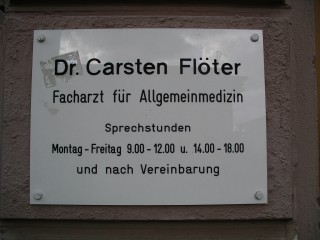 Dr. Carsten Flöter
Facharzt für Allgemeinmedizin
Sprechstunden
Montag - Freitag 9.00 - 12.00 u. 14.00 - 18.00
und nach Vereinbarung